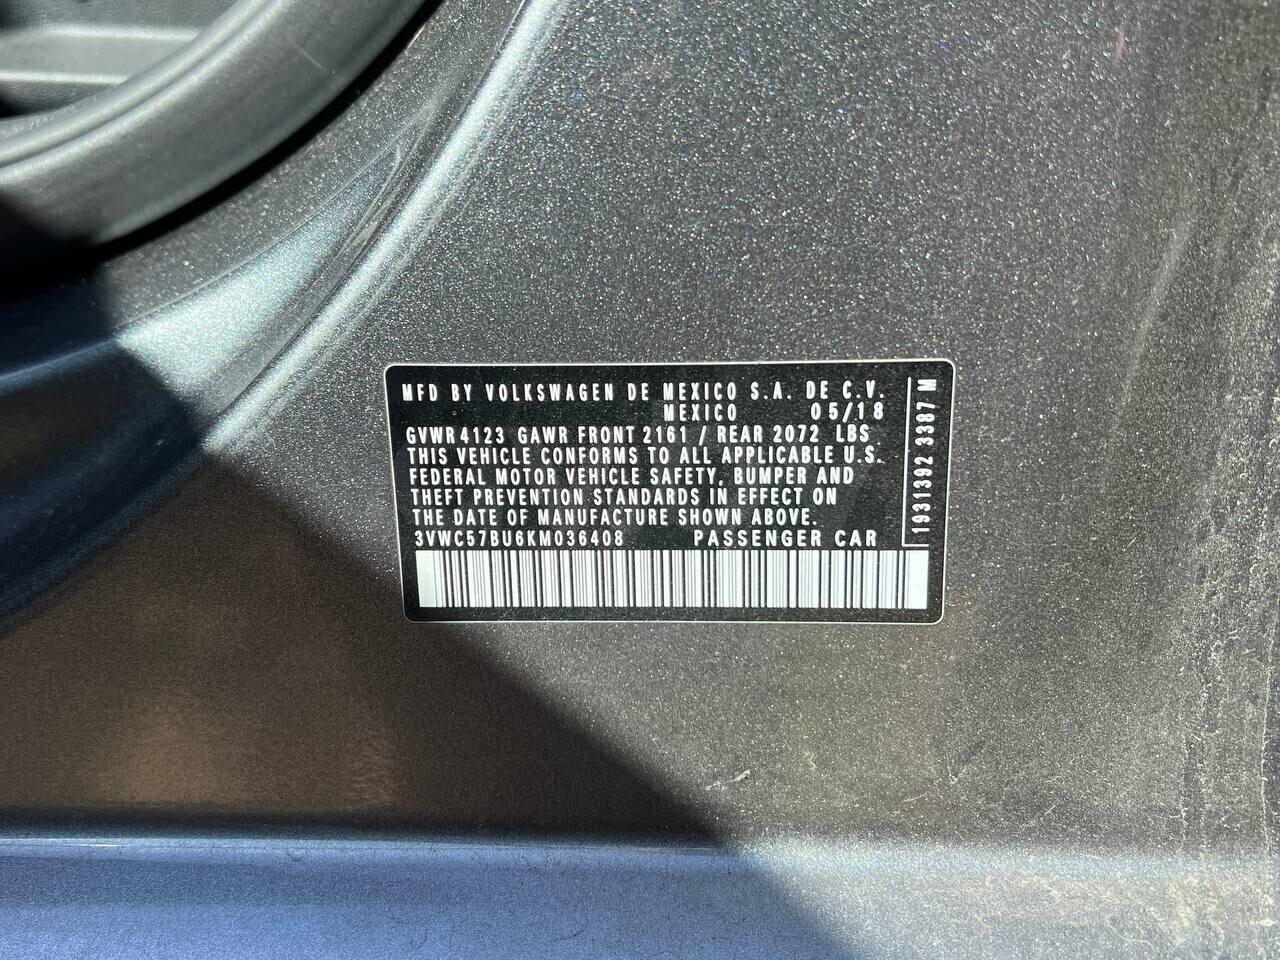 MFD BY VOLKSWAGEN DE MEXICO S.A. DE C.V.
MEXICO 05/18
GVWR 4123 GAWR FRONT 2161 / REAR 2072 LBS
THIS VEHICLE CONFORMS TO ALL APPLICABLE U.S.
FEDERAL MOTOR VEHICLE SAFETY, BUMPER AND
THEFT PREVENTION STANDARDS IN EFFECT ON
THE DATE OF MANUFACTURE SHOWN ABOVE.
3VWC57BU6KM036408 PASSENGER CAR
1931392 3387 M